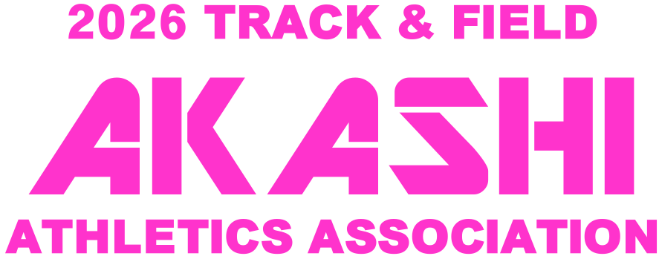 2026 TRACK & FIELD
AKASHI
ATHLETICS ASSOCIATION